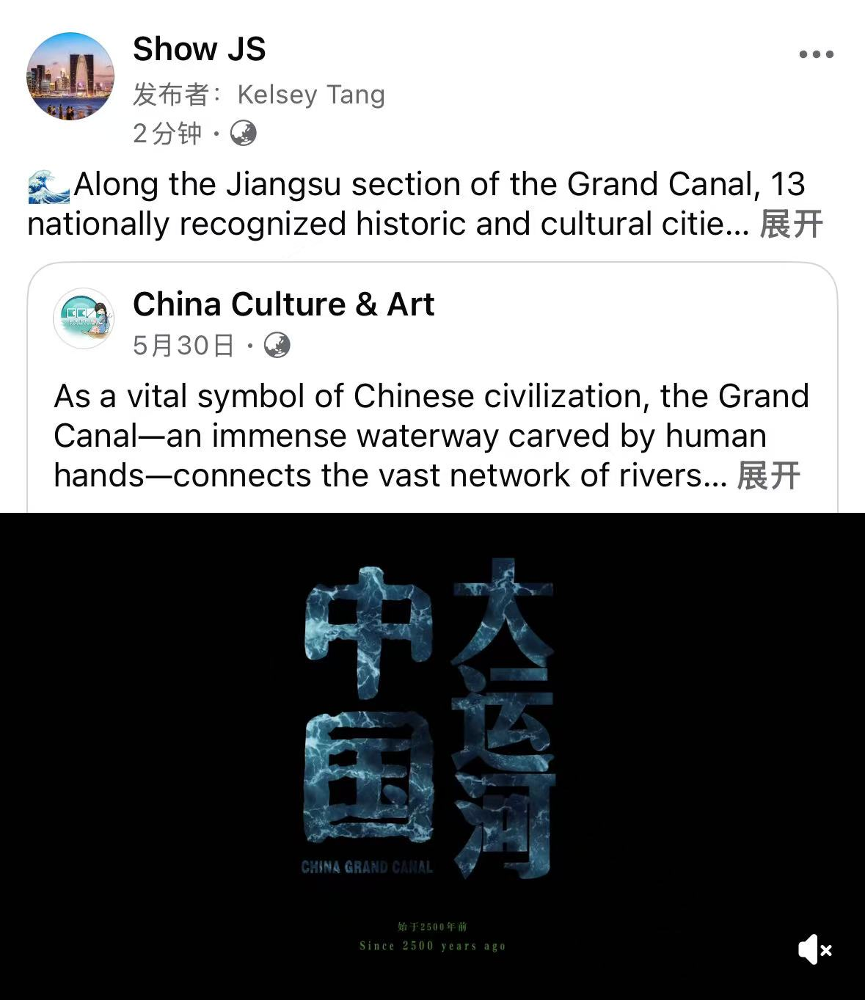 Show JS
发布者：Kelsey Tang
2分钟 ·
Along the Jiangsu section of the Grand Canal, 13
nationally recognized historic and cultural citie... 展开
China Culture & Art
5月30日 ·
As a vital symbol of Chinese civilization, the Grand
Canal—an immense waterway carved by human
hands—connects the vast network of rivers... 展开
中国
大运河
CHINA GRAND CANAL
始于2500年前
Since 2500 years ago